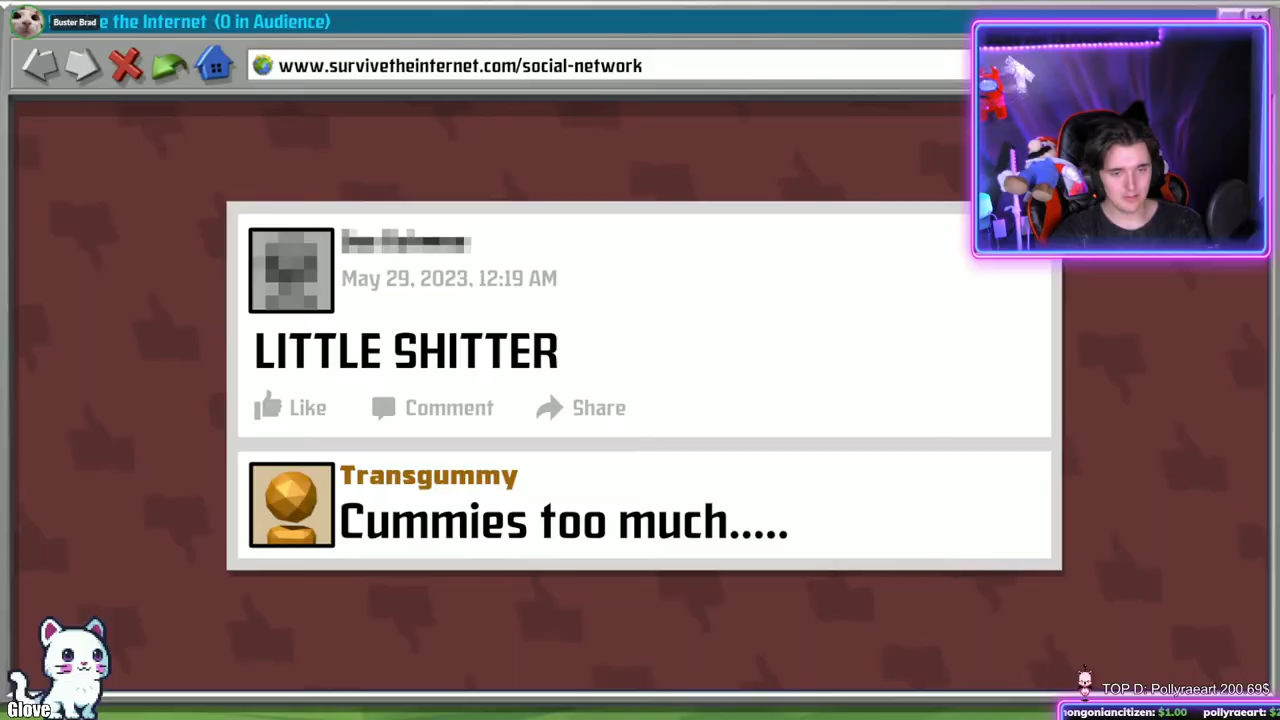 Buster Brad
e the Internet (0 in Audience)
www.survivetheinternet.com/social-network
May 29, 2023, 12:19 AM
LITTLE SHITTER
Like Comment Share
Transgummy
Cummies too much.....
Glove
TOP D: Pollyraeart 200.69$
nongoniancitizen: $1.00 pollyraeart: